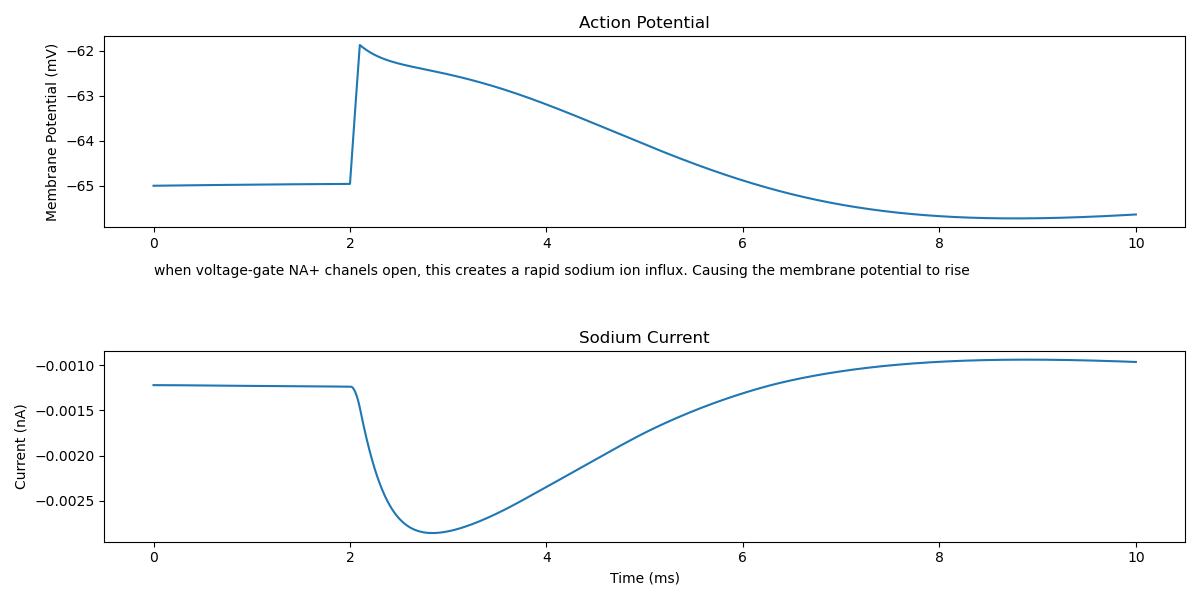 Action Potential
Membrane Potential (mV)
−62
−63
−64
−65
0 2 4 6 8 10
when voltage-gate NA+ chanels open, this creates a rapid sodium ion influx. Causing the membrane potential to rise
Sodium Current
Current (nA)
−0.0010
−0.0015
−0.0020
−0.0025
0 2 4 6 8 10
Time (ms)